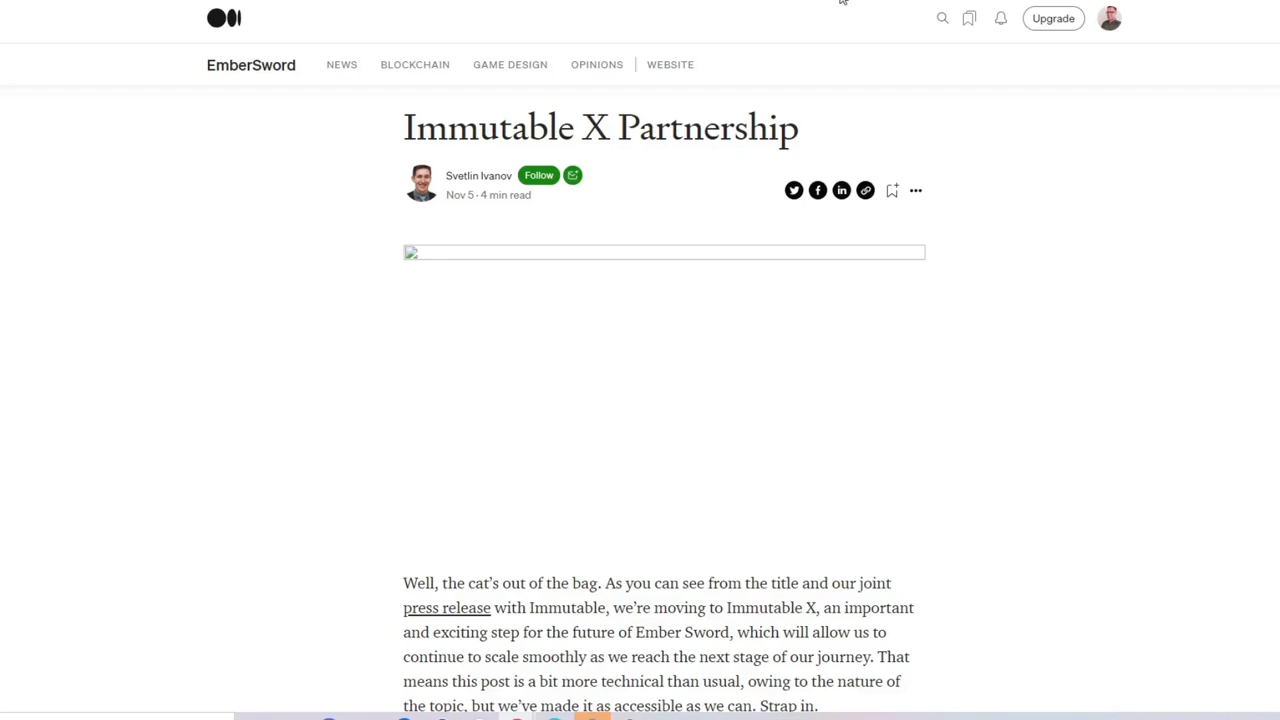 Upgrade
EmberSword
NEWS
BLOCKCHAIN
GAME DESIGN
OPINIONS
WEBSITE
Immutable X Partnership
Svetlin Ivanov
Follow
Nov 5 · 4 min read
Well, the cat's out of the bag. As you can see from the title and our joint
press release with Immutable, we're moving to Immutable X, an important
and exciting step for the future of Ember Sword, which will allow us to
continue to scale smoothly as we reach the next stage of our journey. That
means this post is a bit more technical than usual, owing to the nature of
the topic, but we've made it as accessible as we can. Strap in.